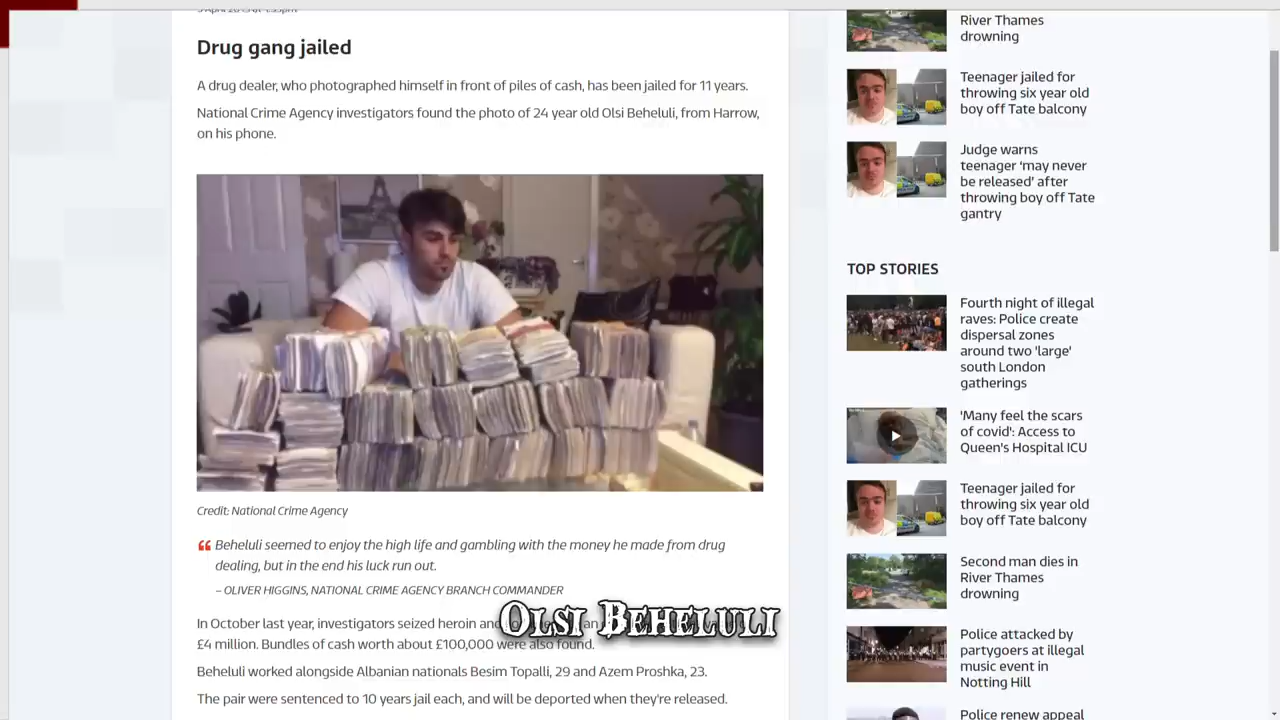 Drug gang jailed
A drug dealer, who photographed himself in front of piles of cash, has been jailed for 11 years.
National Crime Agency investigators found the photo of 24 year old Olsi Beheluli, from Harrow,
on his phone.
Credit: National Crime Agency
Beheluli seemed to enjoy the high life and gambling with the money he made from drug
dealing, but in the end his luck run out.
– OLIVER HIGGINS, NATIONAL CRIME AGENCY BRANCH COMMANDER
In October last year, investigators seized heroin and
£4 million. Bundles of cash worth about £100,000 were also found.
Olsi Beheluli
Beheluli worked alongside Albanian nationals Besim Topalli, 29 and Azem Proshka, 23.
The pair were sentenced to 10 years jail each, and will be deported when they're released.
River Thames
drowning
Teenager jailed for
throwing six year old
boy off Tate balcony
Judge warns
teenager 'may never
be released' after
throwing boy off Tate
gantry
TOP STORIES
Fourth night of illegal
raves: Police create
dispersal zones
around two 'large'
south London
gatherings
'Many feel the scars
of covid': Access to
Queen's Hospital ICU
Teenager jailed for
throwing six year old
boy off Tate balcony
Second man dies in
River Thames
drowning
Police attacked by
partygoers at illegal
music event in
Notting Hill
Police renew appeal